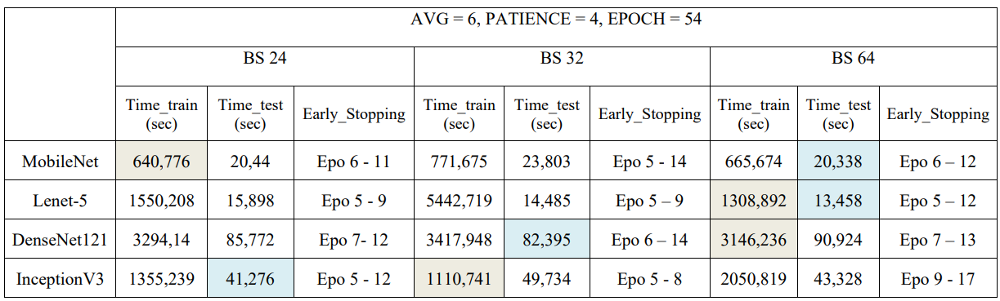 AVG = 6, PATIENCE = 4, EPOCH = 54
BS 24 BS 32 BS 64
Time_train (sec) Time_test (sec) Early_Stopping Time_train (sec) Time_test (sec) Early_Stopping Time_train (sec) Time_test (sec) Early_Stopping
MobileNet 640,776 20,44 Epo 6 - 11 771,675 23,803 Epo 5 - 14 665,674 20,338 Epo 6 – 12
Lenet-5 1550,208 15,898 Epo 5 - 9 5442,719 14,485 Epo 5 – 9 1308,892 13,458 Epo 5 – 12
DenseNet121 3294,14 85,772 Epo 7- 12 3417,948 82,395 Epo 6 – 14 3146,236 90,924 Epo 7 – 13
InceptionV3 1355,239 41,276 Epo 5 - 12 1110,741 49,734 Epo 5 - 8 2050,819 43,328 Epo 9 - 17